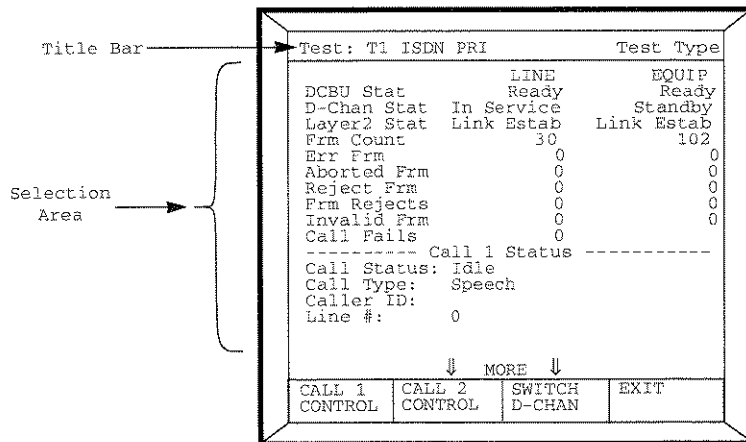 Title Bar
Test: T1 ISDN PRI Test Type
LINE EQUIP
DCBU Stat Ready Ready
D-Chan Stat In Service Standby
Layer2 Stat Link Estab Link Estab
Frm Count 30 102
Err Frm 0 0
Aborted Frm 0 0
Reject Frm 0 0
Frm Rejects 0 0
Invalid Frm 0 0
Call Fails 0
Selection
Area
---------- Call 1 Status -----------
Call Status: Idle
Call Type: Speech
Caller ID:
Line #: 0
⇓ MORE ⇓
CALL 1 CONTROL
CALL 2 CONTROL
SWITCH D-CHAN
EXIT